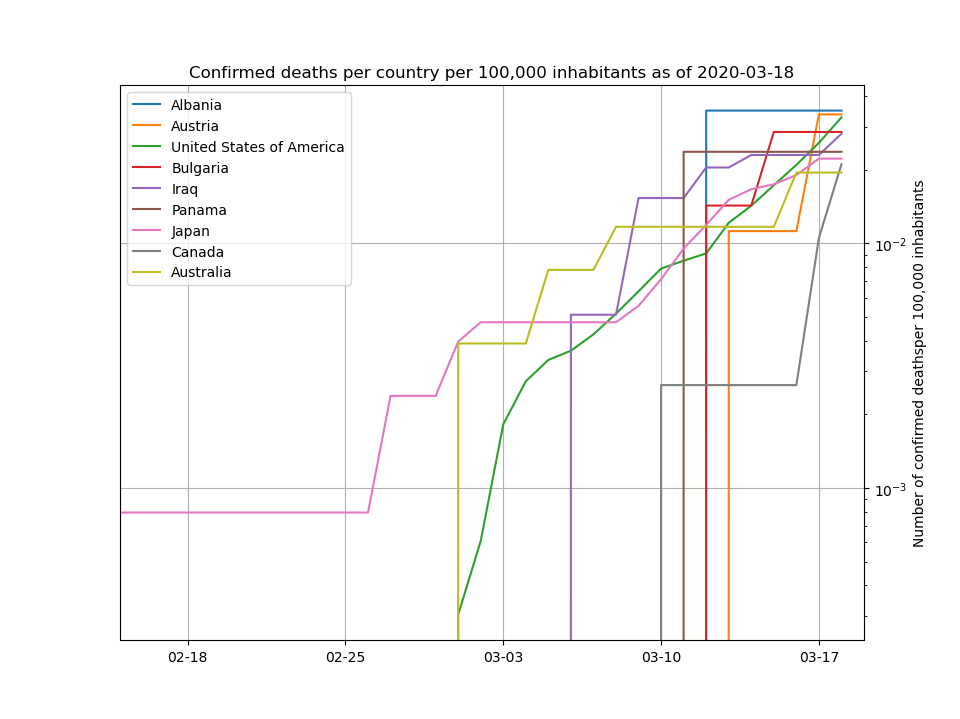 Confirmed deaths per country per 100,000 inhabitants as of 2020-03-18
Albania
Austria
United States of America
Bulgaria
Iraq
Panama
Japan
Canada
Australia
10⁻²
10⁻³
Number of confirmed deathsper 100,000 inhabitants
02-18
02-25
03-03
03-10
03-17